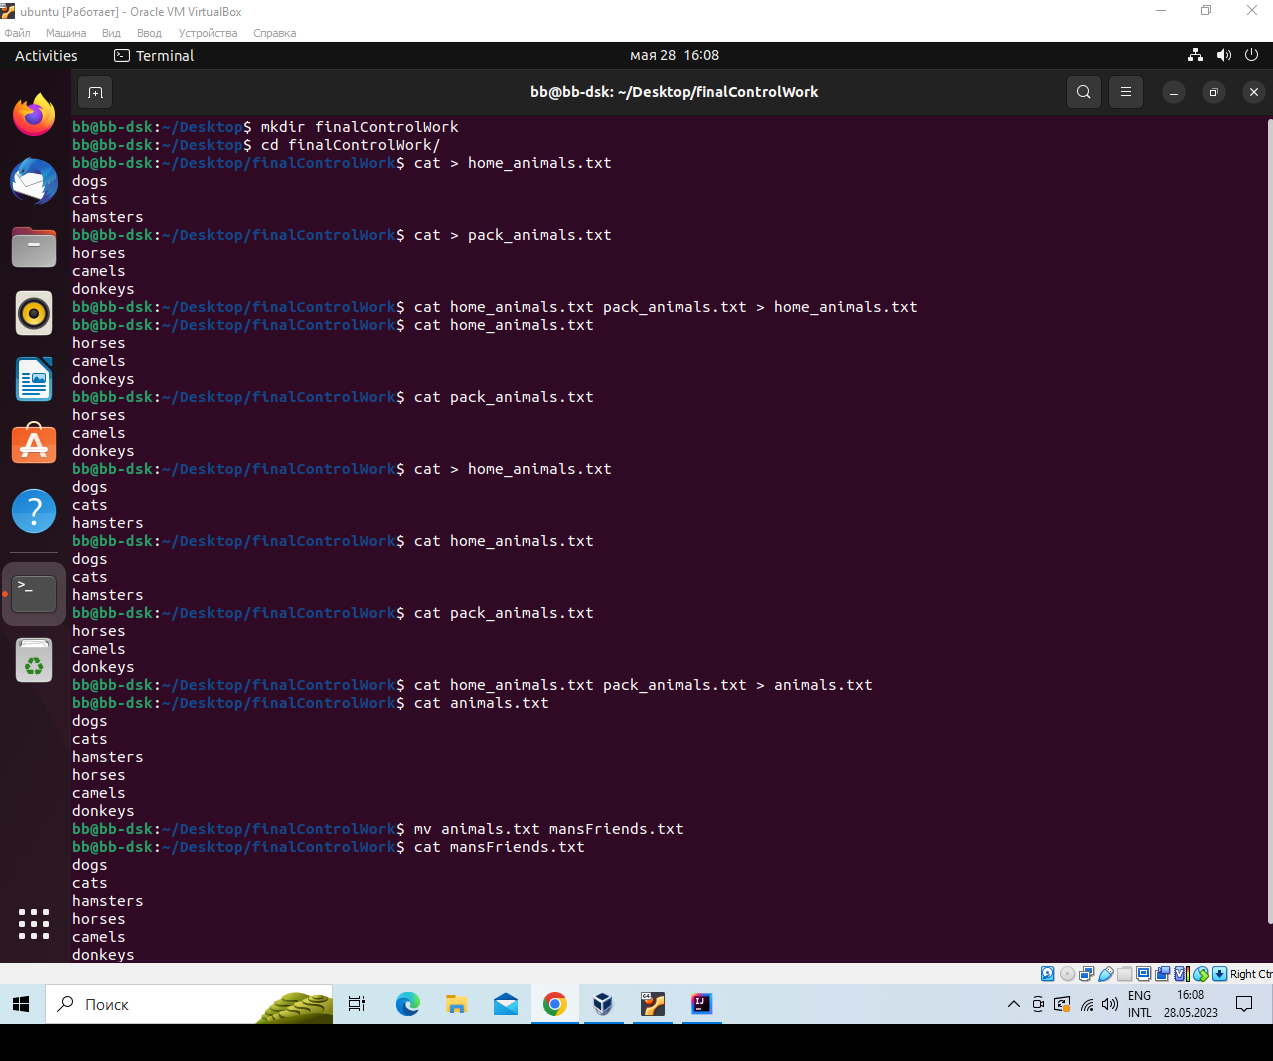 ubuntu [Работает] - Oracle VM VirtualBox
Файл Машина Вид Ввод Устройства Справка
Activities Terminal мая 28 16:08
bb@bb-dsk: ~/Desktop/finalControlWork
bb@bb-dsk:~/Desktop$ mkdir finalControlWork
bb@bb-dsk:~/Desktop$ cd finalControlWork/
bb@bb-dsk:~/Desktop/finalControlWork$ cat > home_animals.txt
dogs
cats
hamsters
bb@bb-dsk:~/Desktop/finalControlWork$ cat > pack_animals.txt
horses
camels
donkeys
bb@bb-dsk:~/Desktop/finalControlWork$ cat home_animals.txt pack_animals.txt > home_animals.txt
bb@bb-dsk:~/Desktop/finalControlWork$ cat home_animals.txt
horses
camels
donkeys
bb@bb-dsk:~/Desktop/finalControlWork$ cat pack_animals.txt
horses
camels
donkeys
bb@bb-dsk:~/Desktop/finalControlWork$ cat > home_animals.txt
dogs
cats
hamsters
bb@bb-dsk:~/Desktop/finalControlWork$ cat home_animals.txt
dogs
cats
hamsters
bb@bb-dsk:~/Desktop/finalControlWork$ cat pack_animals.txt
horses
camels
donkeys
bb@bb-dsk:~/Desktop/finalControlWork$ cat home_animals.txt pack_animals.txt > animals.txt
bb@bb-dsk:~/Desktop/finalControlWork$ cat animals.txt
dogs
cats
hamsters
horses
camels
donkeys
bb@bb-dsk:~/Desktop/finalControlWork$ mv animals.txt mansFriends.txt
bb@bb-dsk:~/Desktop/finalControlWork$ cat mansFriends.txt
dogs
cats
hamsters
horses
camels
donkeys
Right Ctr
Поиск
ENG 16:08
INTL 28.05.2023